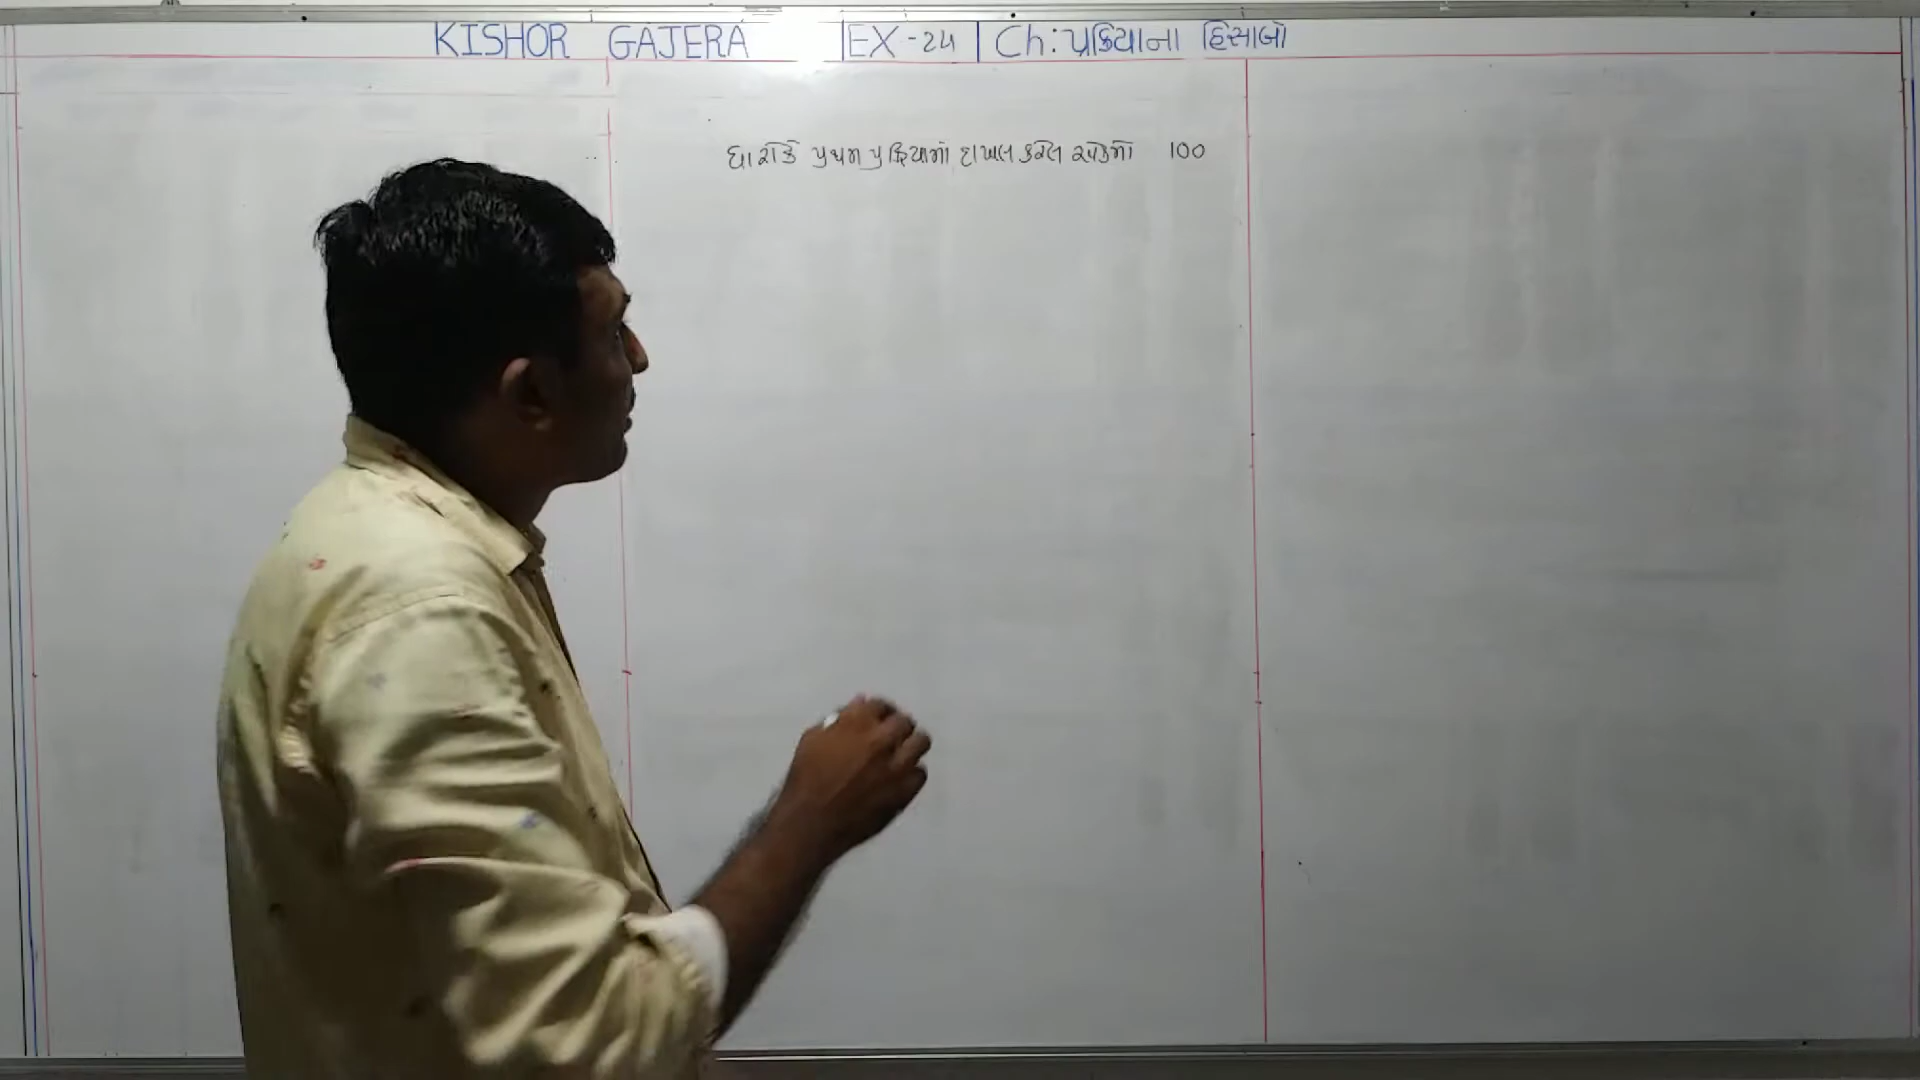 KISHOR GAJERA | EX-24 | Ch: પ્રક્રિયાના હિસાબો
ધારોકે પ્રથમ પ્રક્રિયામાં દાખલ કરેલ એકમો 100